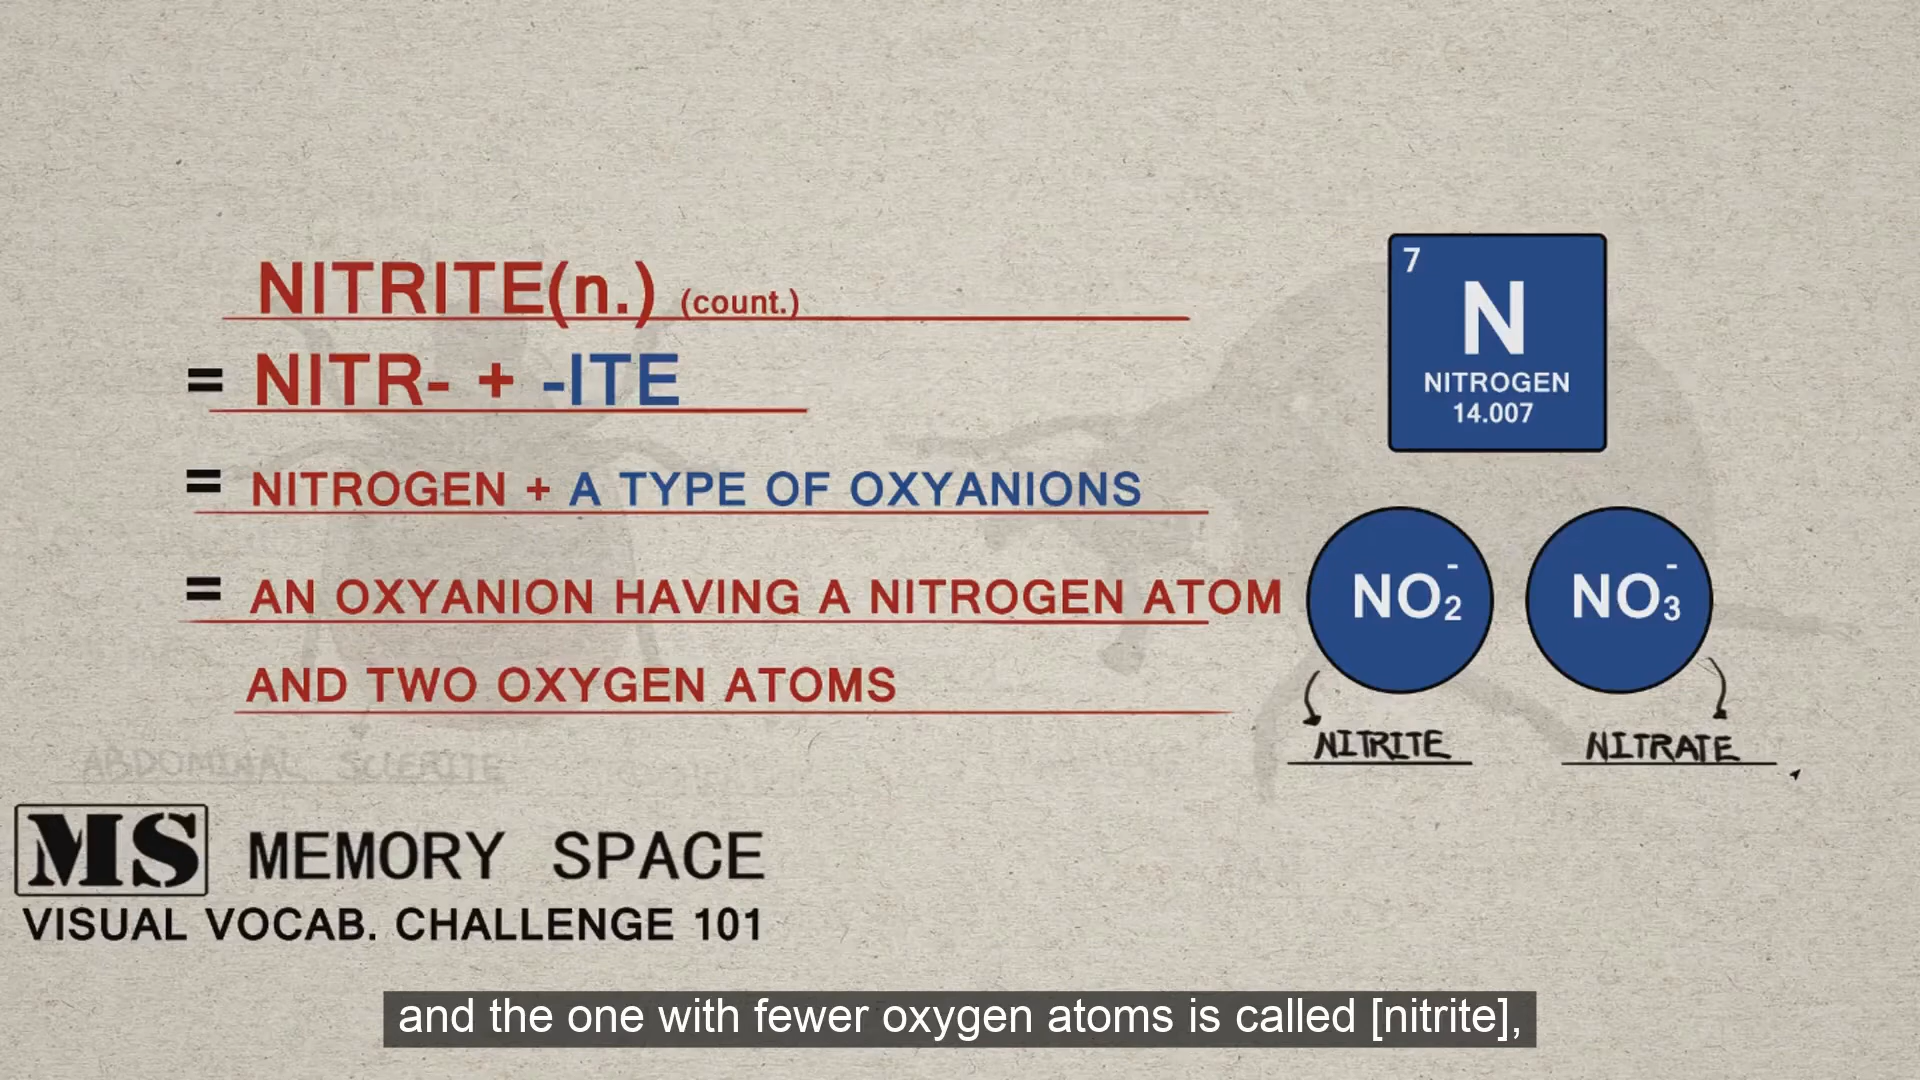 NITRITE(n.) (count.)
= NITR- + -ITE
= NITROGEN + A TYPE OF OXYANIONS
= AN OXYANION HAVING A NITROGEN ATOM
AND TWO OXYGEN ATOMS
7
N
NITROGEN
14.007
NO₂⁻
NO₃⁻
NITRITE
NITRATE
ABDOMINAL SCLERITE
MS MEMORY SPACE
VISUAL VOCAB. CHALLENGE 101
and the one with fewer oxygen atoms is called [nitrite],